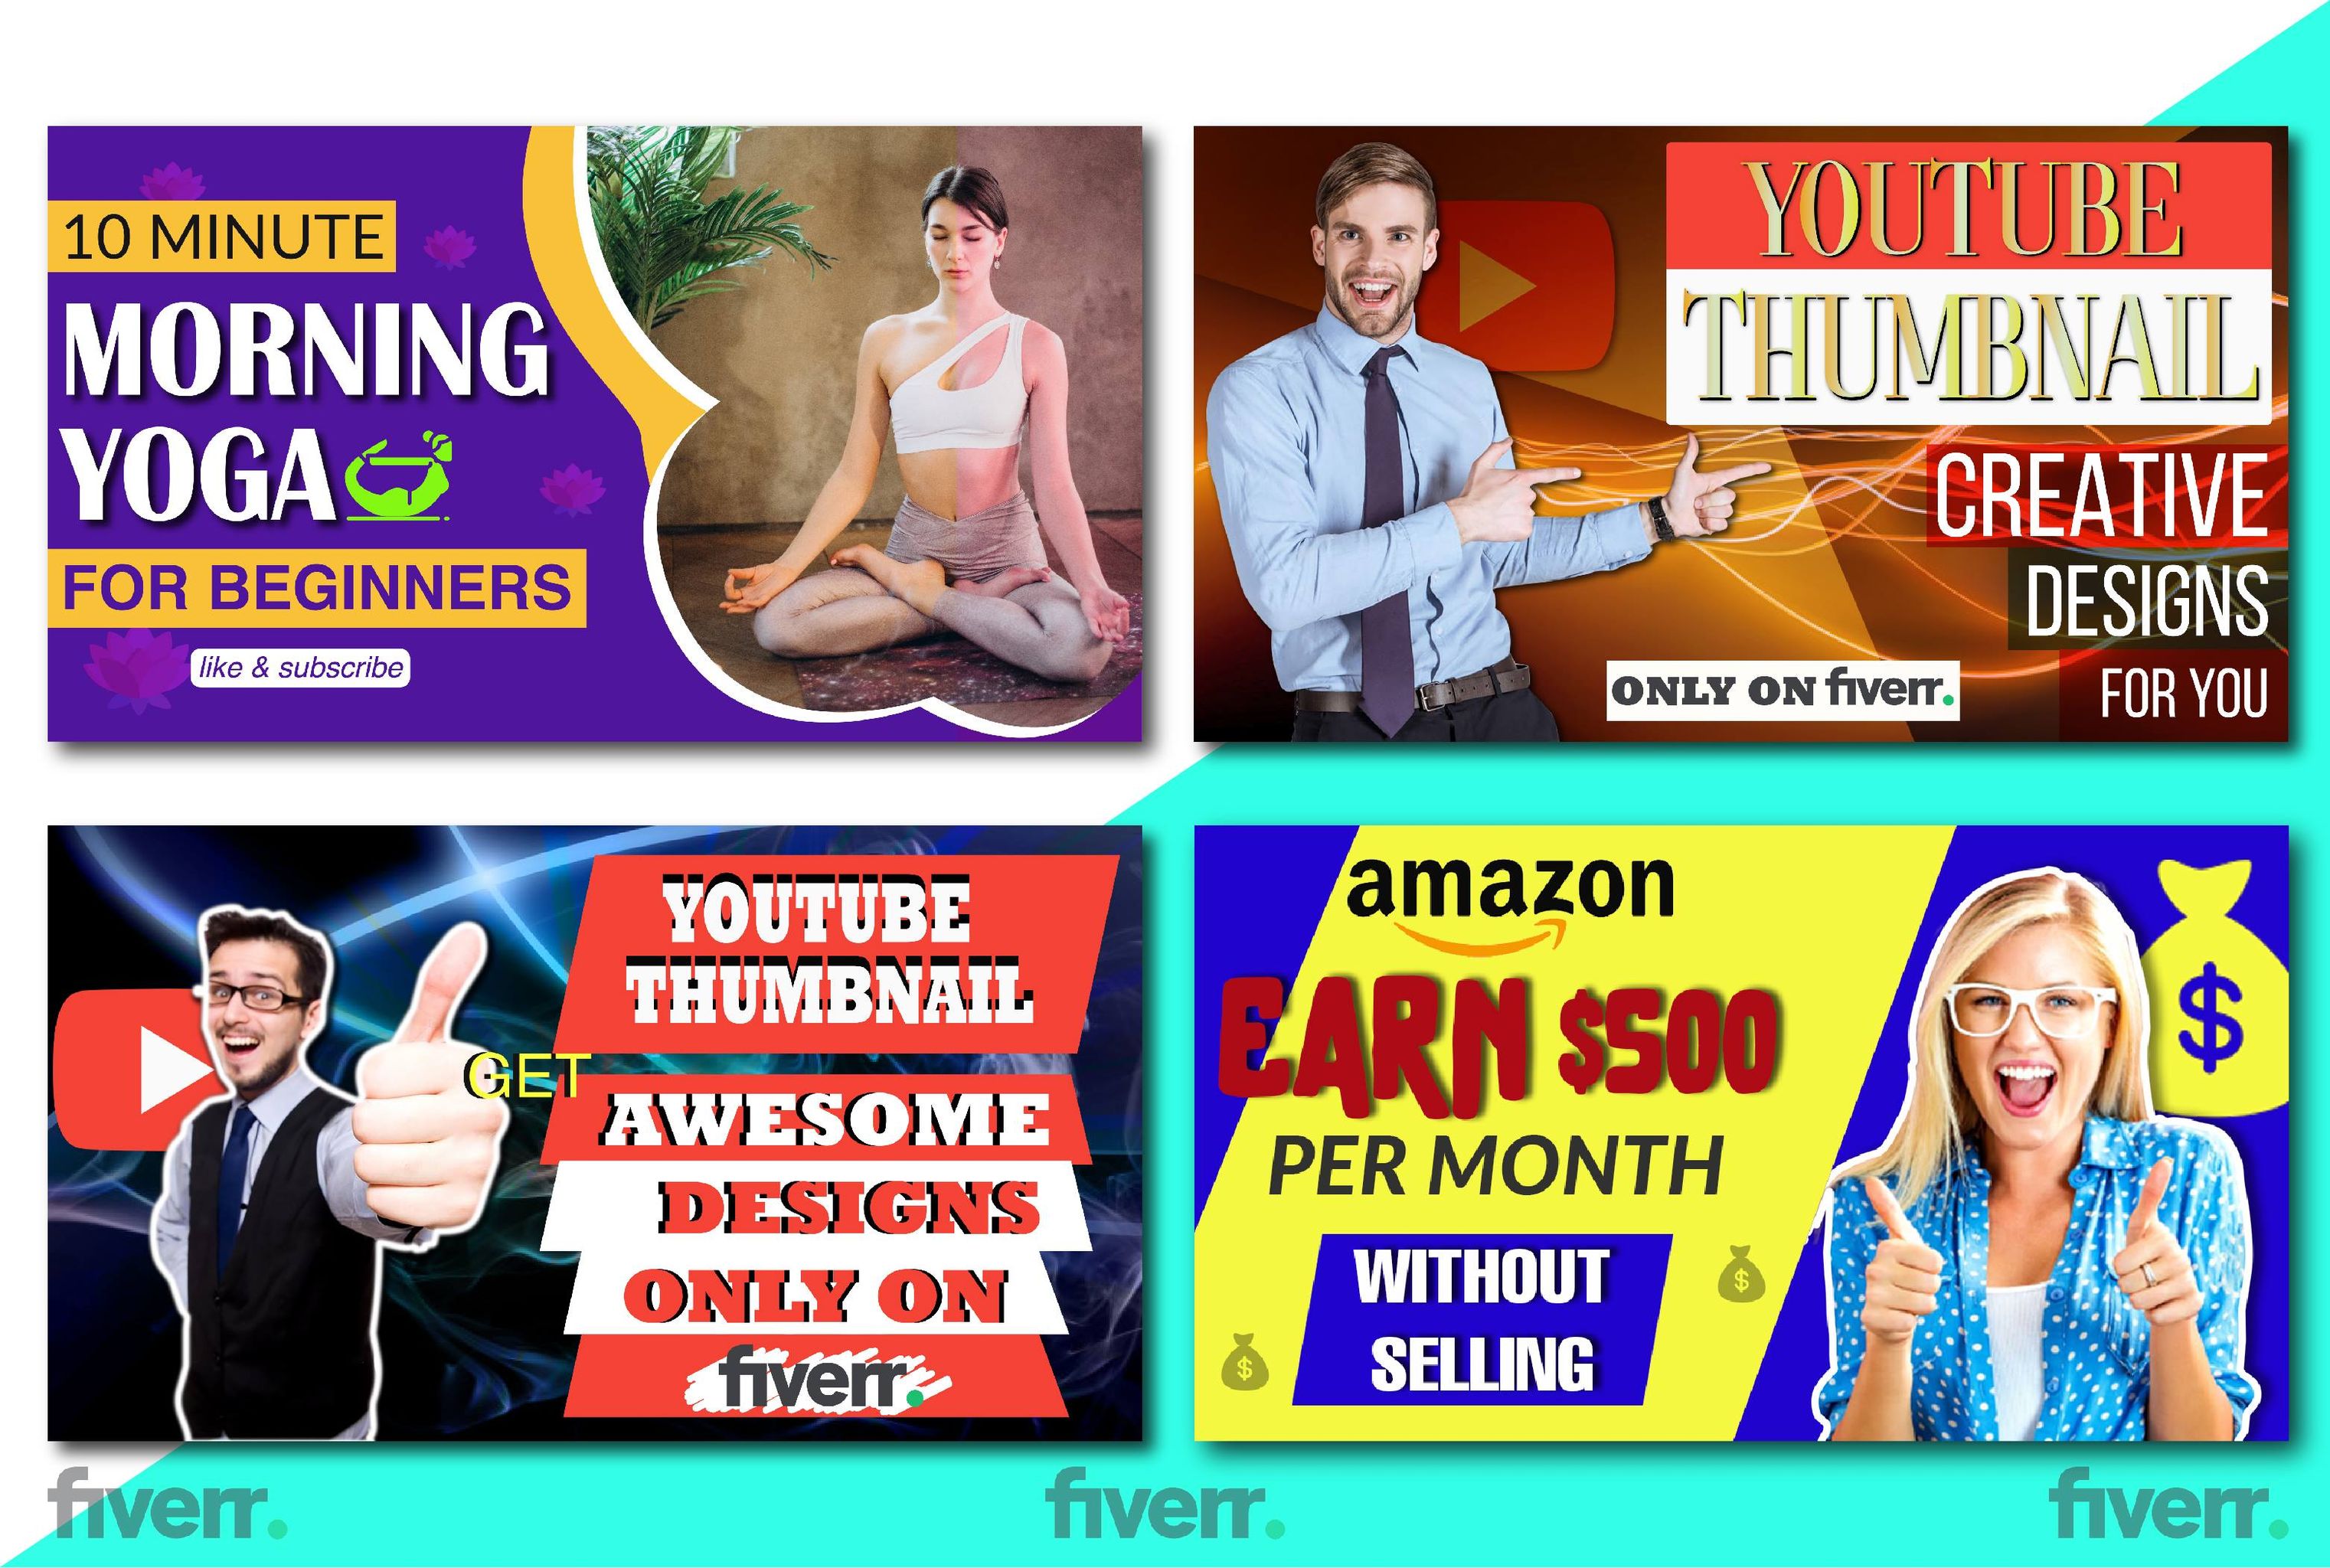 10 MINUTE
MORNING
YOGA
FOR BEGINNERS
like & subscribe
YOUTUBE
THUMBNAIL
CREATIVE
DESIGNS
FOR YOU
ONLY ON fiverr.
YOUTUBE
THUMBNAIL
GET
AWESOME
DESIGNS
ONLY ON
fiverr.
amazon
EARN $500
PER MONTH
WITHOUT
SELLING
$
$
$
fiverr.
fiverr.
fiverr.